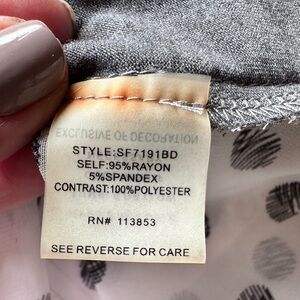 EXCLUSIVE OF DECORATION
STYLE:SF7191BD
SELF:95%RAYON
5%SPANDEX
CONTRAST:100%POLYESTER
RN# 113853
SEE REVERSE FOR CARE